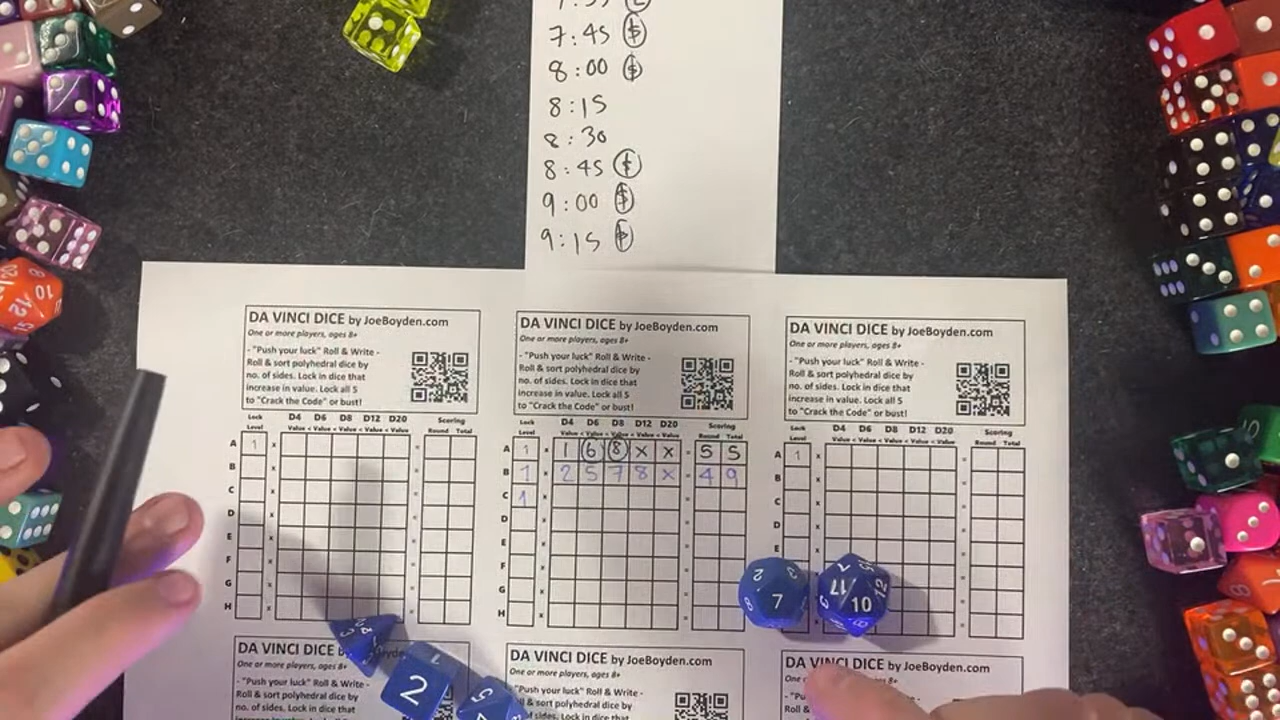 7:45 $
8:00 $
8:15
8:30
8:45 $
9:00 $
9:15 $
DA VINCI DICE by JoeBoyden.com
One or more players, ages 8+
- "Push your luck" Roll & Write -
Roll & sort polyhedral dice by
no. of sides. Lock in dice that
increase in value. Lock all 5
to "Crack the Code" or bust!
Lock D4 D6 D8 D12 D20 Scoring
Level Value < Value < Value < Value < Value Round Total
A 1 x =
B
C x =
D
E x =
F
G x =
H
DA VINCI DICE by JoeBoyden.com
One or more players, ages 8+
- "Push your luck" Roll & Write -
Roll & sort polyhedral dice by
no. of sides. Lock in dice that
increase in value. Lock all 5
to "Crack the Code" or bust!
Lock D4 D6 D8 D12 D20 Scoring
Level Value < Value < Value < Value < Value Round Total
A 1 x 1 6 8 X X = 5 5
B 1 2 5 7 8 X 4 9
C 1 x =
D
E x =
F
G x =
H
DA VINCI DICE by JoeBoyden.com
One or more players, ages 8+
- "Push your luck" Roll & Write -
Roll & sort polyhedral dice by
no. of sides. Lock in dice that
increase in value. Lock all 5
to "Crack the Code" or bust!
Lock D4 D6 D8 D12 D20 Scoring
Level Value < Value < Value < Value < Value Round Total
A 1 x =
B
C x =
D
E x =
2 3
7
8
17 12
10
2
DA VINCI DICE
One or more players, ages 8+
- "Push your luck" Roll & Write -
Roll & sort polyhedral dice by
no. of sides. Lock in dice that
DA VINCI DICE by JoeBoyden.com
One or more players, ages 8+
- "Push your luck" Roll & Write -
Roll & sort polyhedral dice by
of sides. Lock in dice that
DA VINCI DICE by JoeBoyden.com